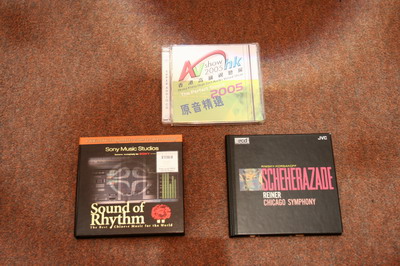 AV show
2005 hk
香港高級視聽展
2005
原音精選
Sony Music Studios
Sound of
Rhythm
The Best Chinese Music for the World
JVC
xrcd
SCHEHERAZADE
REINER
CHICAGO SYMPHONY